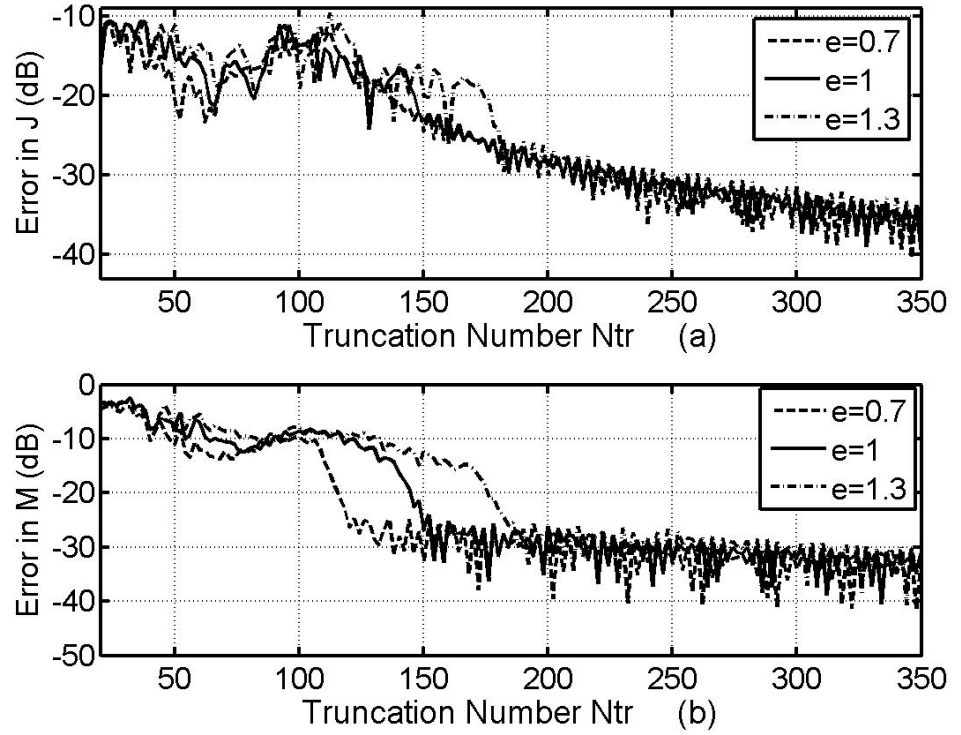 -10
-20
-30
-40
Error in J (dB)
e=0.7
e=1
e=1.3
50 100 150 200 250 300 350
Truncation Number Ntr (a)
0
-10
-20
-30
-40
-50
Error in M (dB)
e=0.7
e=1
e=1.3
50 100 150 200 250 300 350
Truncation Number Ntr (b)